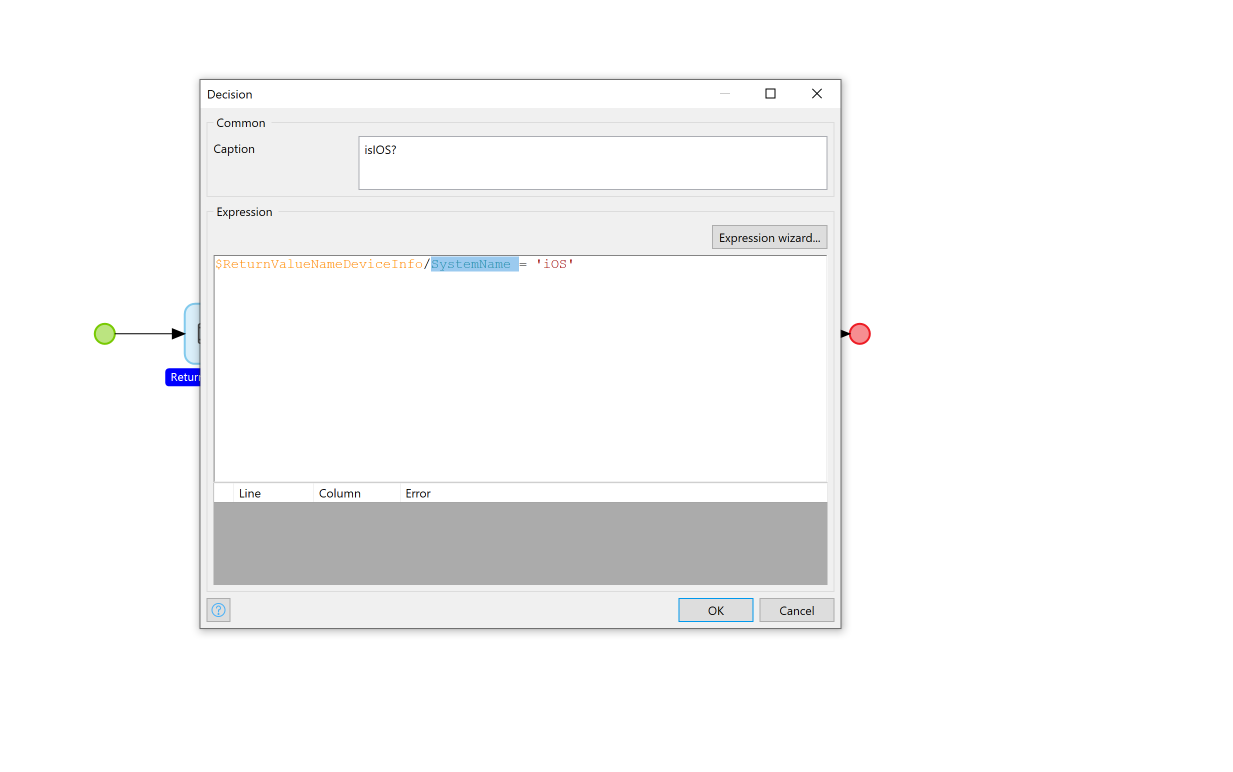 Decision
Common
Caption
isIOS?
Expression
Expression wizard...
$ReturnValueNameDeviceInfo/SystemName = 'iOS'
Retur
Line Column Error
OK Cancel